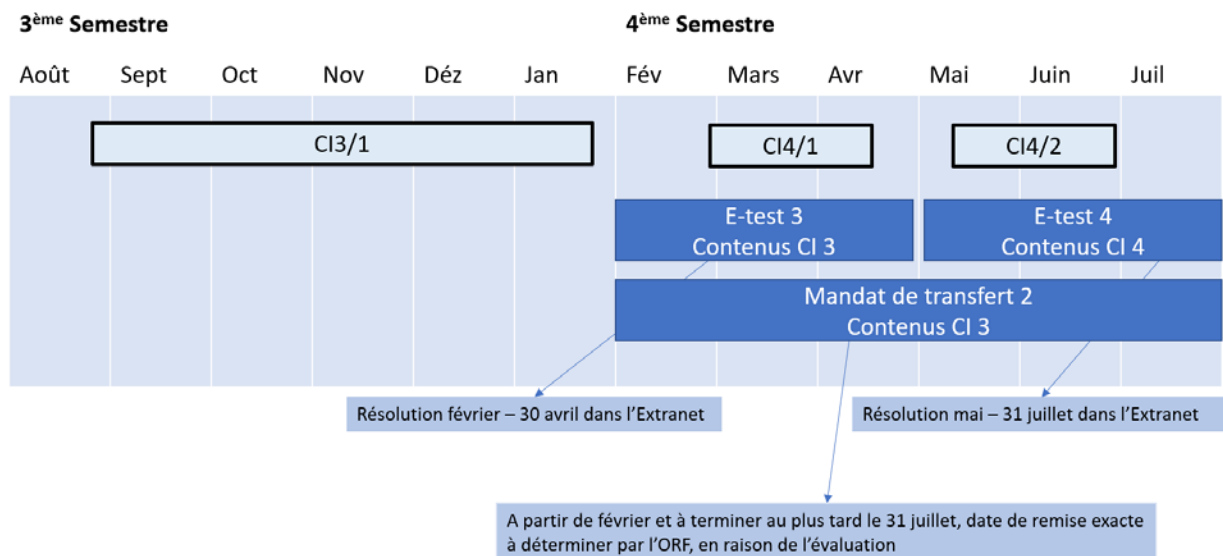 3ème Semestre
4ème Semestre
Août Sept Oct Nov Déz Jan Fév Mars Avr Mai Juin Juil
CI3/1
CI4/1
CI4/2
E-test 3
Contenus CI 3
E-test 4
Contenus CI 4
Mandat de transfert 2
Contenus CI 3
Résolution février – 30 avril dans l’Extranet
Résolution mai – 31 juillet dans l’Extranet
A partir de février et à terminer au plus tard le 31 juillet, date de remise exacte
à déterminer par l’ORF, en raison de l’évaluation